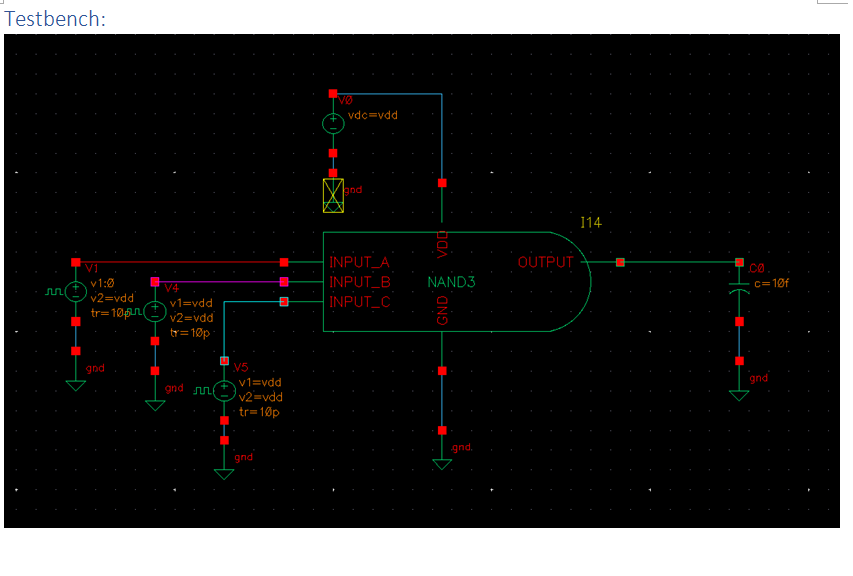 Testbench:
V0
vdc=vdd
gnd
I14
VDD
INPUT_A
OUTPUT
INPUT_B
NAND3
INPUT_C
GND
V1
v1:0
v2=vdd
tr=10p
gnd
V4
v1=vdd
v2=vdd
tr=10p
gnd
V5
v1=vdd
v2=vdd
tr=10p
gnd
gnd
C0
c=10f
gnd